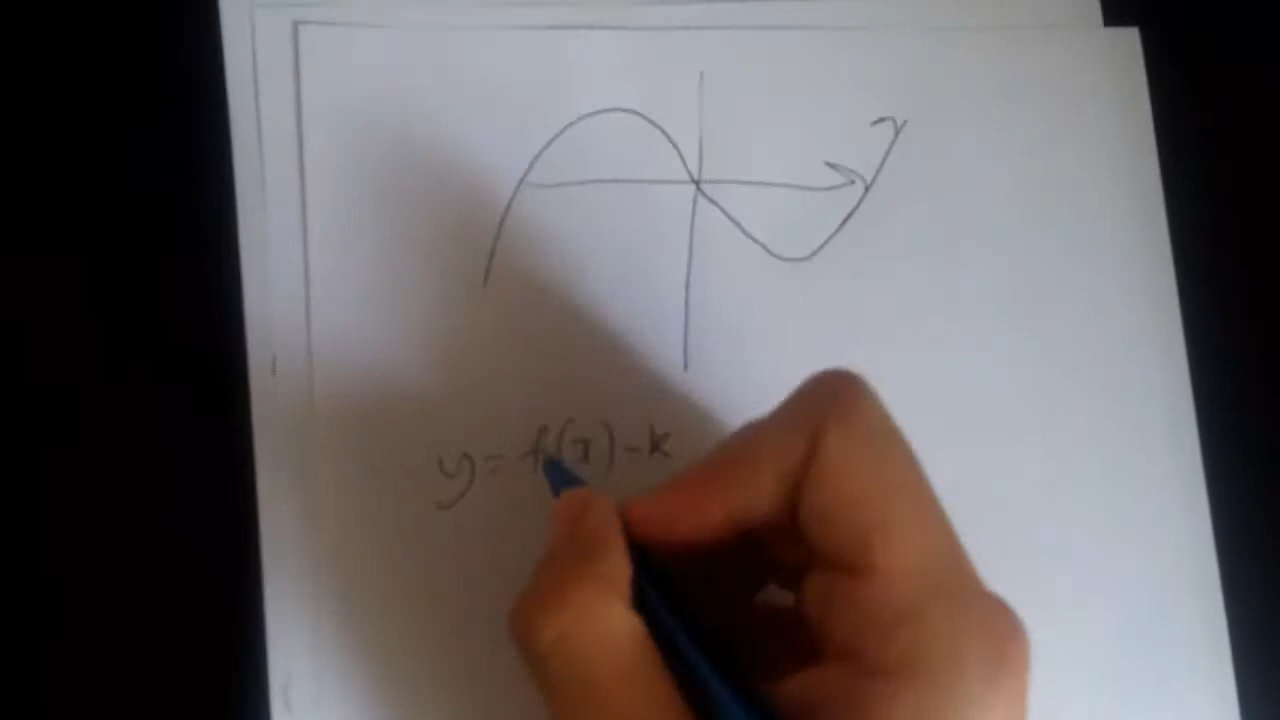 y = f(x) - k